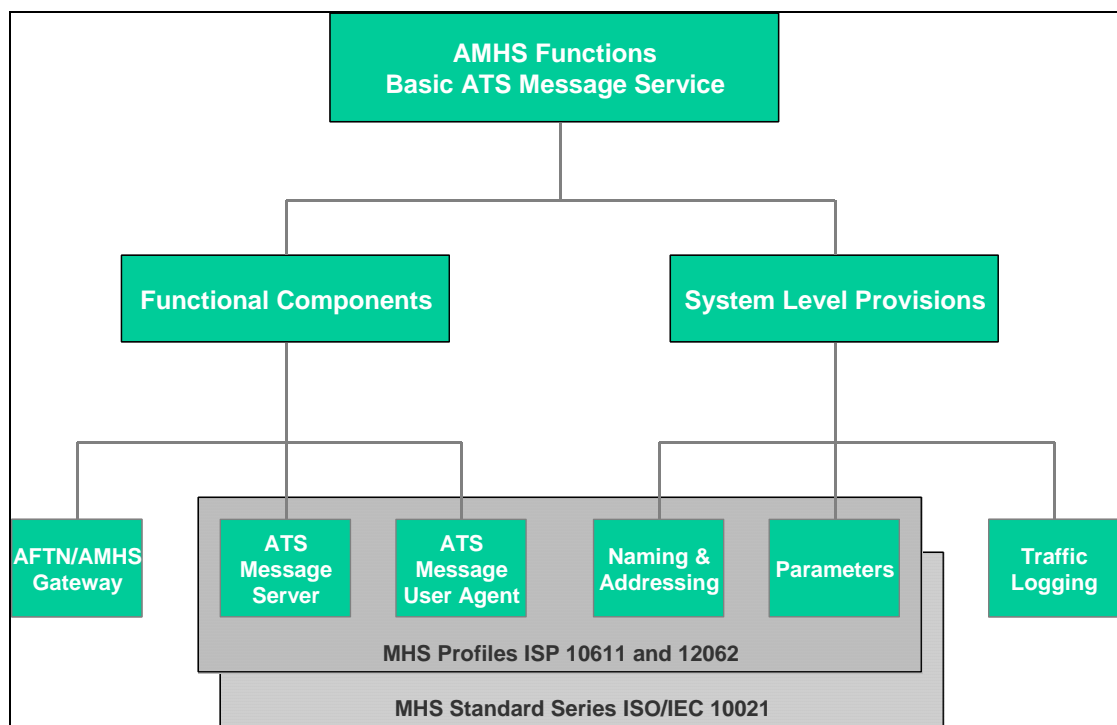 AMHS Functions
Basic ATS Message Service
Functional Components
System Level Provisions
AFTN/AMHS
Gateway
ATS
Message
Server
ATS
Message
User Agent
Naming &
Addressing
Parameters
Traffic
Logging
MHS Profiles ISP 10611 and 12062
MHS Standard Series ISO/IEC 10021